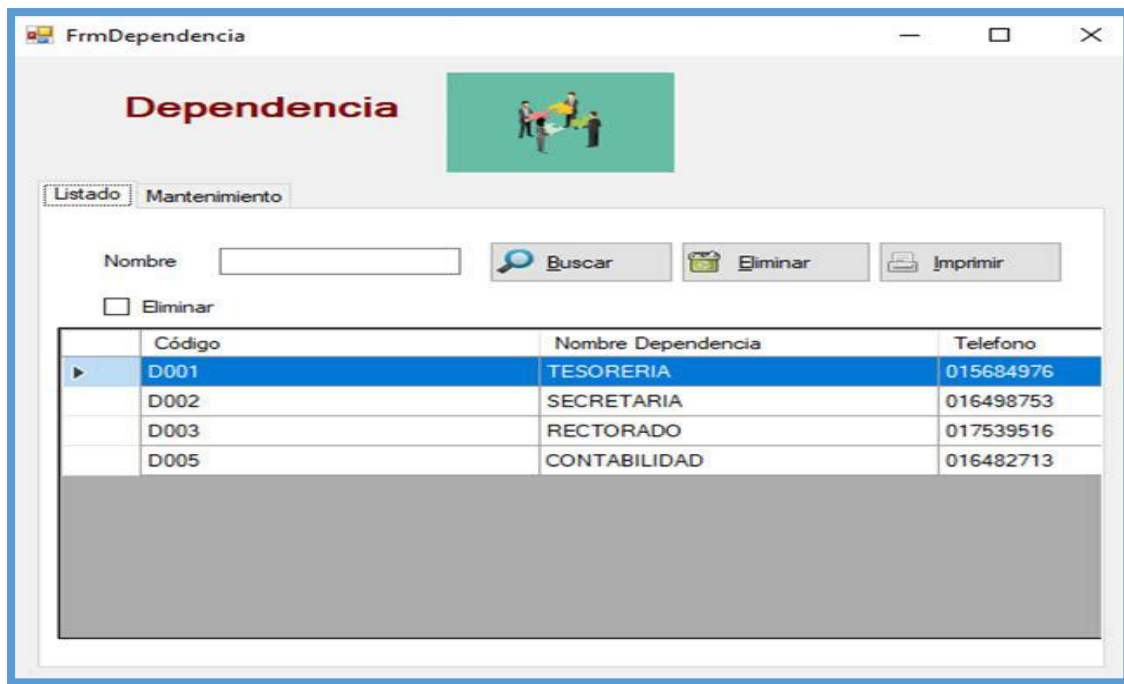 FrmDependencia
Dependencia
Listado Mantenimiento
Nombre Buscar Eliminar Imprimir
Eliminar
Código Nombre Dependencia Telefono
D001 TESORERIA 015684976
D002 SECRETARIA 016498753
D003 RECTORADO 017539516
D005 CONTABILIDAD 016482713